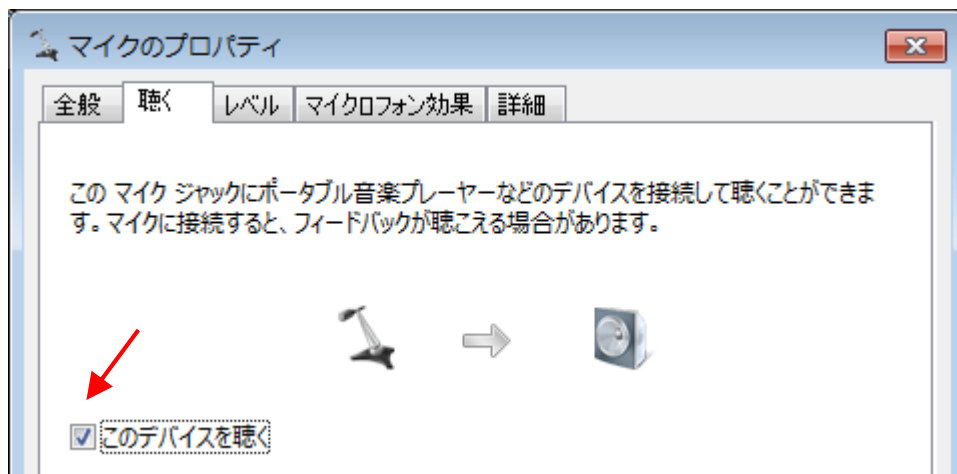 マイクのプロパティ
全般 聴く レベル マイクロフォン効果 詳細
この マイク ジャックにポータブル音楽プレーヤーなどのデバイスを接続して聴くことができま
す。マイクに接続すると、フィードバックが聴こえる場合があります。
このデバイスを聴く